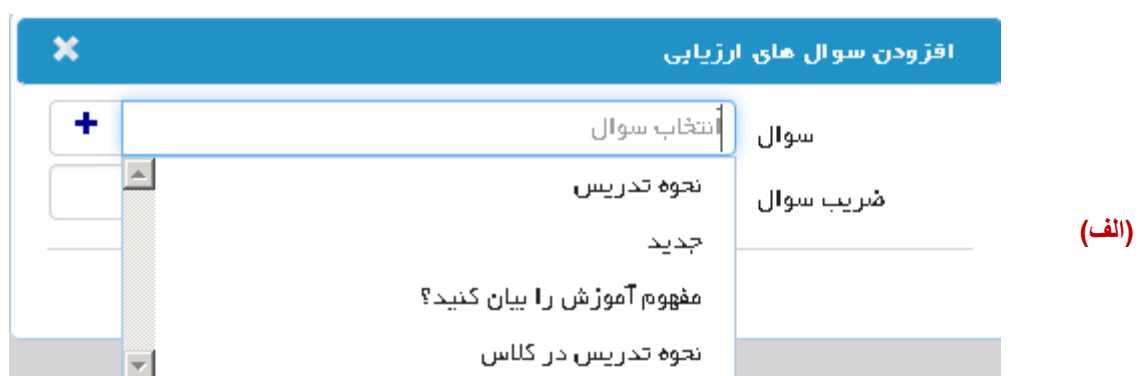 افزودن سوال های ارزیابی
سوال
انتخاب سوال
ضریب سوال
نحوه تدریس
جدید
مفهوم آموزش را بیان کنید؟
نحوه تدریس در کلاس
(الف)